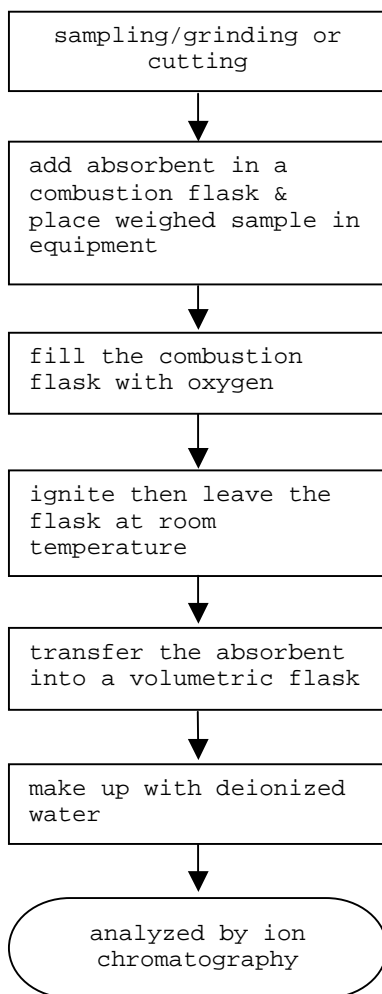 sampling/grinding or
cutting
add absorbent in a
combustion flask &
place weighed sample in
equipment
fill the combustion
flask with oxygen
ignite then leave the
flask at room
temperature
transfer the absorbent
into a volumetric flask
make up with deionized
water
analyzed by ion
chromatography